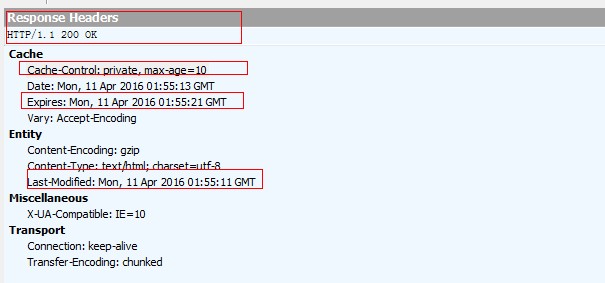 Response Headers
HTTP/1.1 200 OK
Cache
Cache-Control: private, max-age=10
Date: Mon, 11 Apr 2016 01:55:13 GMT
Expires: Mon, 11 Apr 2016 01:55:21 GMT
Vary: Accept-Encoding
Entity
Content-Encoding: gzip
Content-Type: text/html; charset=utf-8
Last-Modified: Mon, 11 Apr 2016 01:55:11 GMT
Miscellaneous
X-UA-Compatible: IE=10
Transport
Connection: keep-alive
Transfer-Encoding: chunked